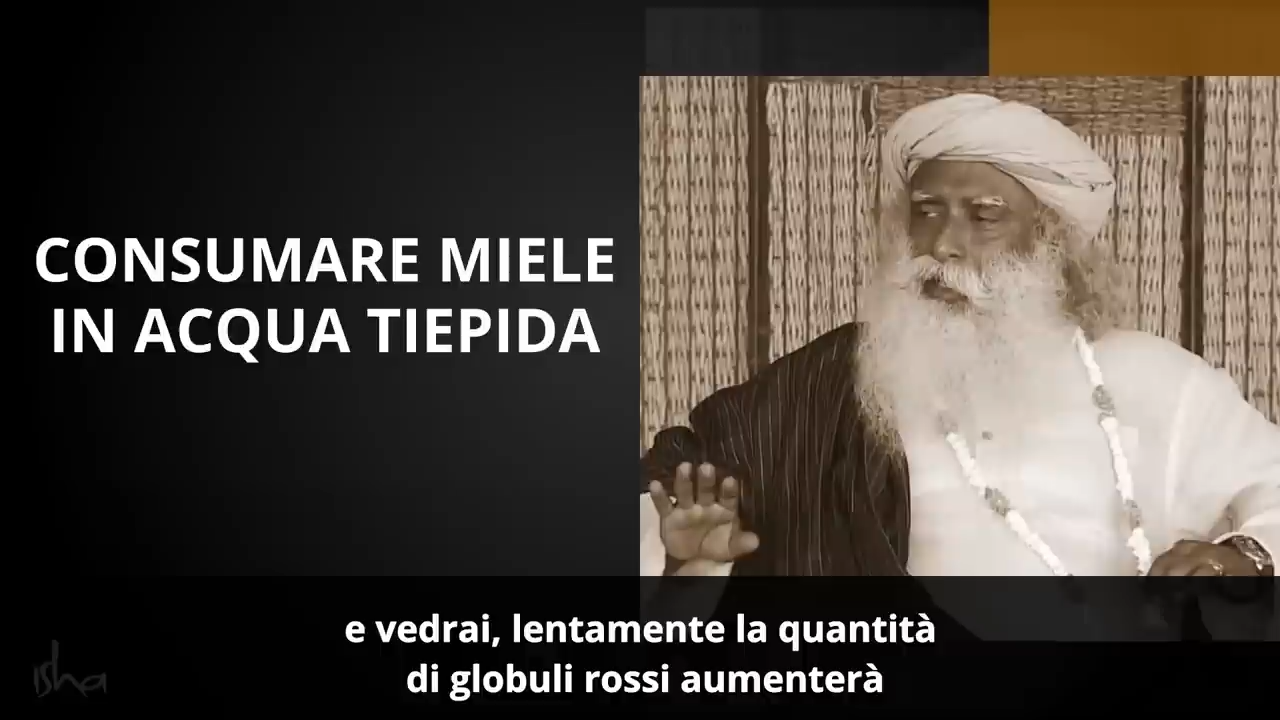 CONSUMARE MIELE
IN ACQUA TIEPIDA
e vedrai, lentamente la quantità
di globuli rossi aumenterà
isha